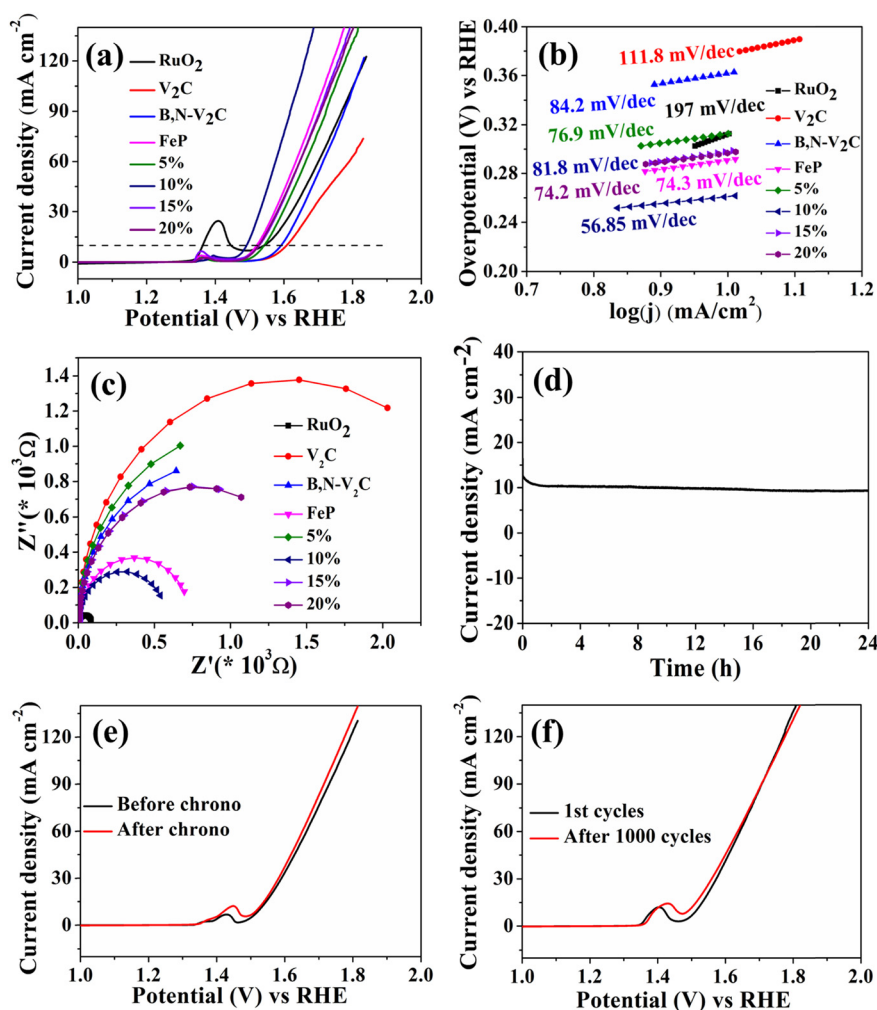 (a)
Current density (mA cm-2)
120
90
60
30
0
RuO2
V2C
B,N-V2C
FeP
5%
10%
15%
20%
1.0 1.2 1.4 1.6 1.8 2.0
Potential (V) vs RHE
(b)
Overpotential (V) vs RHE
0.40
0.36
0.32
0.28
0.24
0.20
111.8 mV/dec
84.2 mV/dec
197 mV/dec
76.9 mV/dec
81.8 mV/dec
74.2 mV/dec
74.3 mV/dec
56.85 mV/dec
RuO2
V2C
B,N-V2C
FeP
5%
10%
15%
20%
0.7 0.8 0.9 1.0 1.1 1.2
log(j) (mA/cm2)
(c)
Z''(* 103Ω)
1.4
1.2
1.0
0.8
0.6
0.4
0.2
0.0
RuO2
V2C
B,N-V2C
FeP
5%
10%
15%
20%
0.0 0.5 1.0 1.5 2.0 2.5
Z'(* 103Ω)
(d)
Current density (mA cm-2)
40
30
20
10
0
-10
-20
0 4 8 12 16 20 24
Time (h)
(e)
Current density (mA cm-2)
120
90
60
30
0
Before chrono
After chrono
1.0 1.2 1.4 1.6 1.8 2.0
Potential (V) vs RHE
(f)
Current density (mA cm-2)
120
90
60
30
0
1st cycles
After 1000 cycles
1.0 1.2 1.4 1.6 1.8 2.0
Potential (V) vs RHE